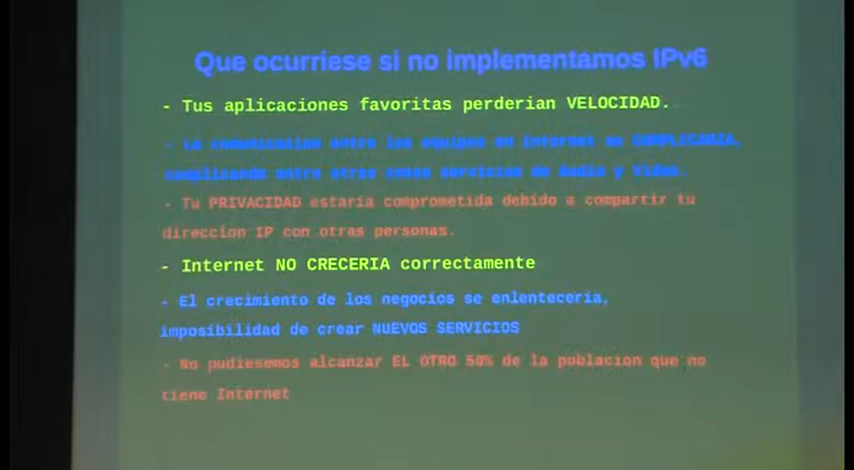 Que ocurriese si no implementamos IPv6
- Tus aplicaciones favoritas perderian VELOCIDAD.
- La comunicacion entre los equipos en Internet se COMPLICARIA,
complicando entre otras cosas servicios de Audio y Video.
- Tu PRIVACIDAD estaria comprometida debido a compartir tu
direccion IP con otras personas.
- Internet NO CRECERIA correctamente
- El crecimiento de los negocios se enlenteceria,
imposibilidad de crear NUEVOS SERVICIOS
- No pudiesemos alcanzar EL OTRO 50% de la poblacion que no
tiene Internet